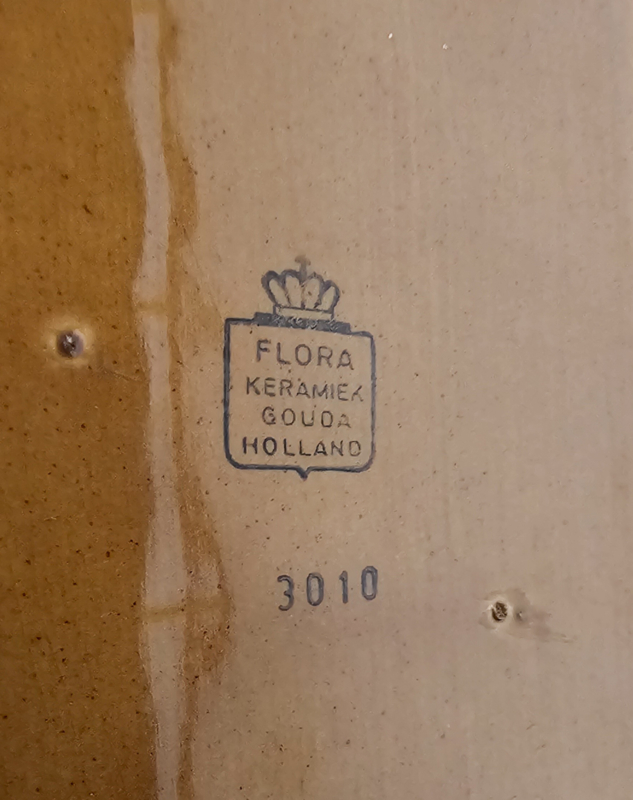 FLORA
KERAMIEK
GOUDA
HOLLAND
3010